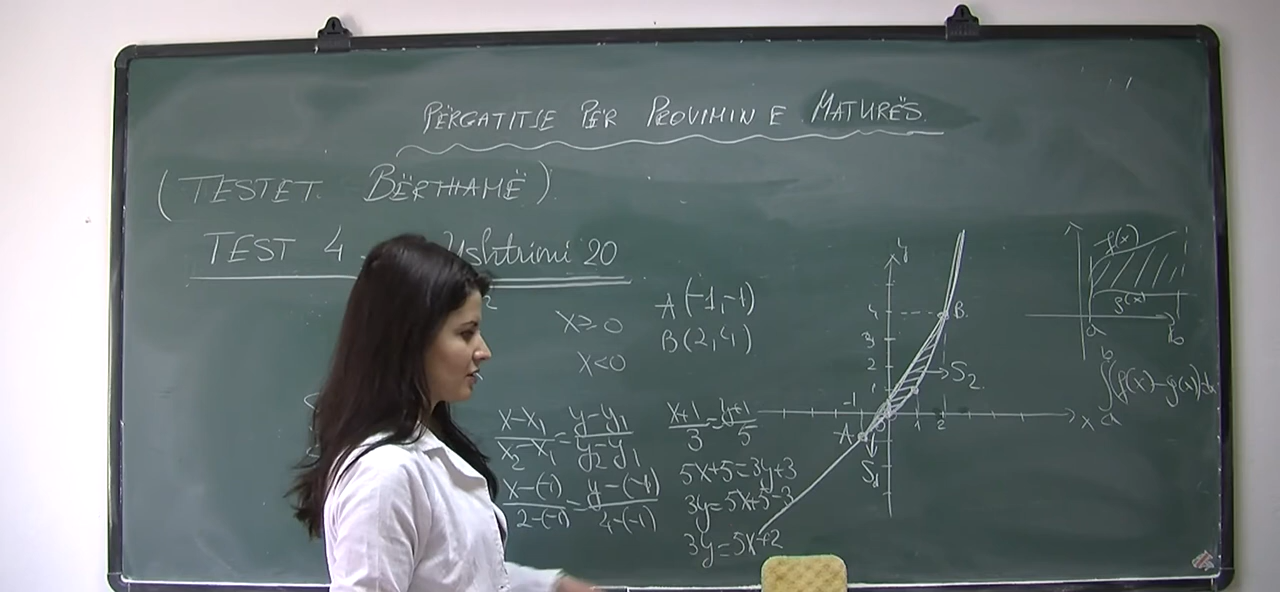 PËRGATITJE PËR PROVIMIN E MATURËS.
(TESTET BËRTHAMË).
TEST 4 Ushtrimi 20
2
x ≥ 0
x < 0
A(-1,-1)
B(2,4)
(x-x₁)/(x₂-x₁) = (y-y₁)/(y₂-y₁)
(x-(-1))/(2-(-1)) = (y-(-1))/(4-(-1))
(x+1)/3 = (y+1)/5
5x+5=3y+3
3y=5x+5-3
3y=5x+2
y
4
3
2
1
-1
1
2
x
A
B.
S₁
S₂.
f(x)
g(x)
a
b
∫ₐᵇ(f(x)-g(x))dx